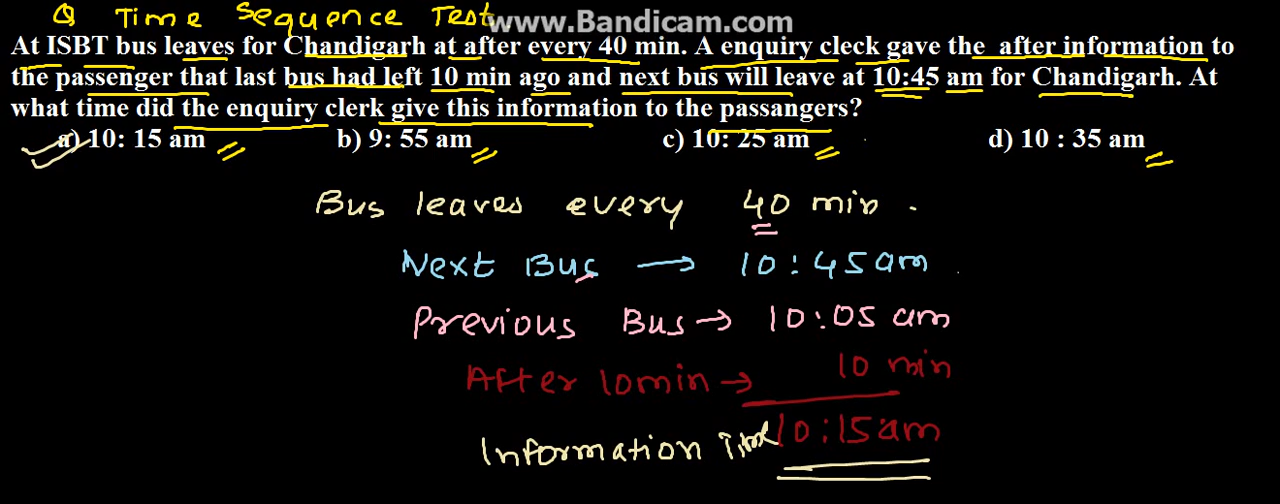 Q Time Sequence Test
www.Bandicam.com
At ISBT bus leaves for Chandigarh at after every 40 min. A enquiry cleck gave the after information to
the passenger that last bus had left 10 min ago and next bus will leave at 10:45 am for Chandigarh. At
what time did the enquiry clerk give this information to the passangers?
a) 10: 15 am b) 9: 55 am c) 10: 25 am d) 10 : 35 am
Bus leaves every 40 min.
Next Bus → 10:45am
Previous Bus → 10:05 am
After 10min → 10 min
Information Time 10:15am